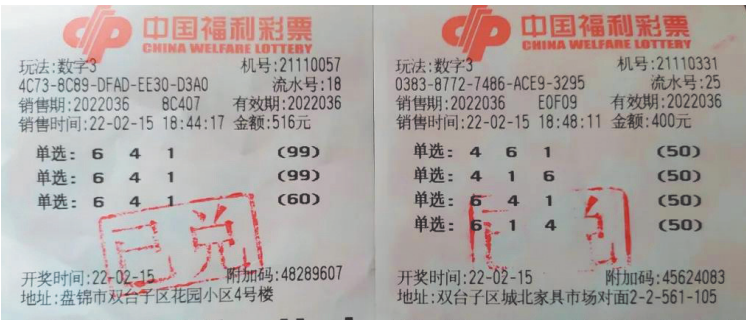 中国福利彩票
CHINA WELFARE LOTTERY
玩法:数字3 机号:21110057
4C73-8C89-DFAD-EE30-D3A0 流水号:18
销售期:2022036 8C407 有效期:2022036
销售时间:22-02-15 18:44:17 金额:516元
单选: 6 4 1 (99)
单选: 6 4 1 (99)
单选: 6 4 1 (60)
已兑
开奖时间:22-02-15 附加码:48289607
地址:盘锦市双台子区花园小区4号楼
中国福利彩票
CHINA WELFARE LOTTERY
玩法:数字3 机号:21110331
0383-8772-7486-ACE9-3295 流水号:25
销售期:2022036 E0F09 有效期:2022036
销售时间:22-02-15 18:48:11 金额:400元
单选: 4 6 1 (50)
单选: 4 1 6 (50)
单选: 6 4 1 (50)
单选: 6 1 4 (50)
开奖时间:22-02-15 附加码:45624083
地址:双台子区城北家具市场对面2-2-561-105